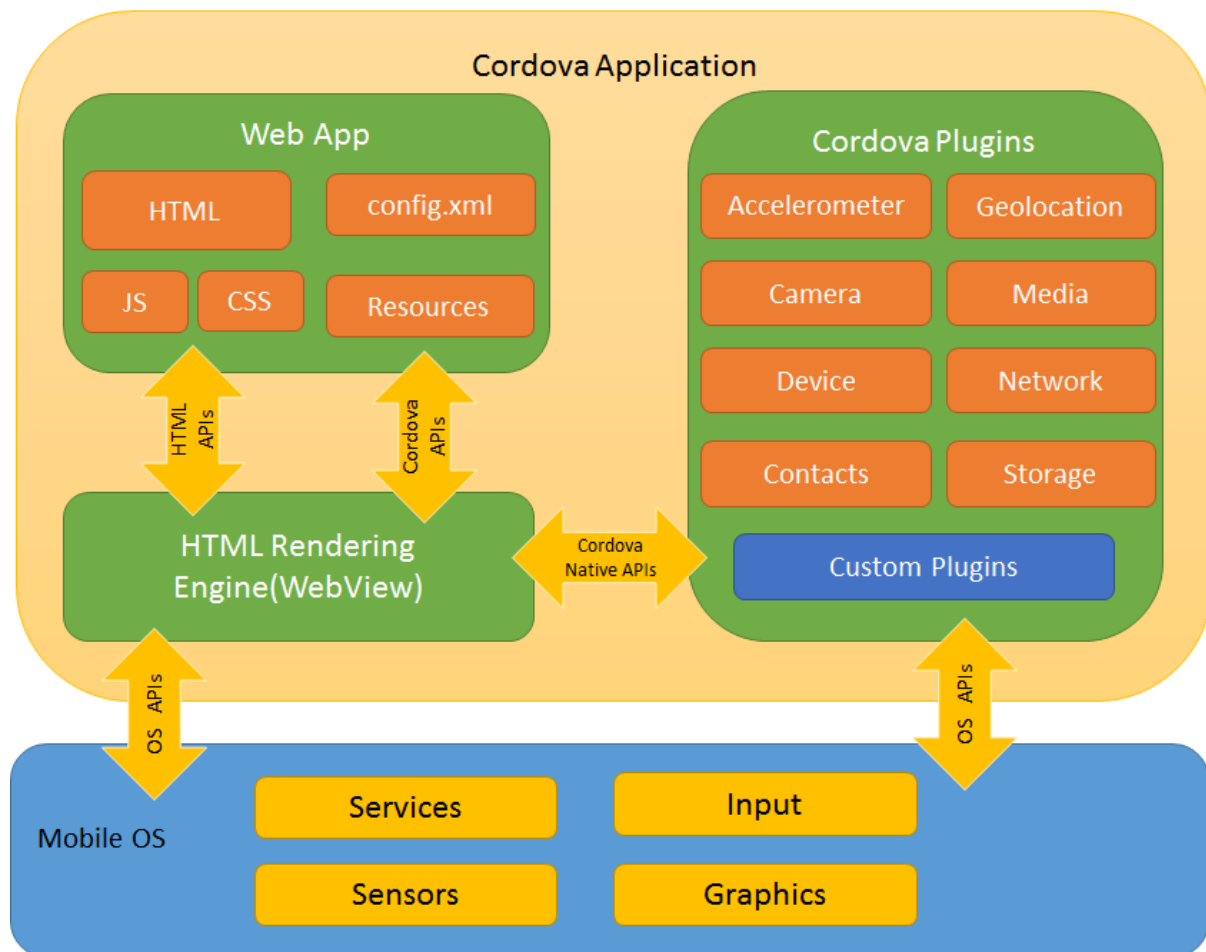 Cordova Application
Web App
HTML
config.xml
JS
CSS
Resources
HTML
APIs
Cordova
APIs
HTML Rendering
Engine(WebView)
Cordova
Native APIs
Cordova Plugins
Accelerometer
Geolocation
Camera
Media
Device
Network
Contacts
Storage
Custom Plugins
OS APIs
OS APIs
Mobile OS
Services
Input
Sensors
Graphics